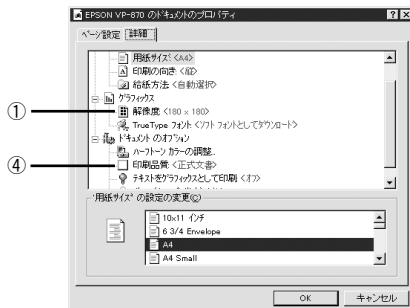 EPSON VP-870 のドキュメントのプロパティ
ページ設定 詳細
用紙サイズ <A4>
印刷の向き <縦>
給紙方法 <自動選択>
グラフィックス
① 解像度 <180 × 180>
TrueType フォント <ソフト フォントとしてダウンロード>
ドキュメント のオプション
ハーフトーン カラーの調整..
④ 印刷品質 <正式文書>
テキストをグラフィックスとして印刷 <オフ>
'用紙サイズ' の設定の変更(C)
10×11 インチ
6 3/4 Envelope
A4
A4 Small
OK キャンセル